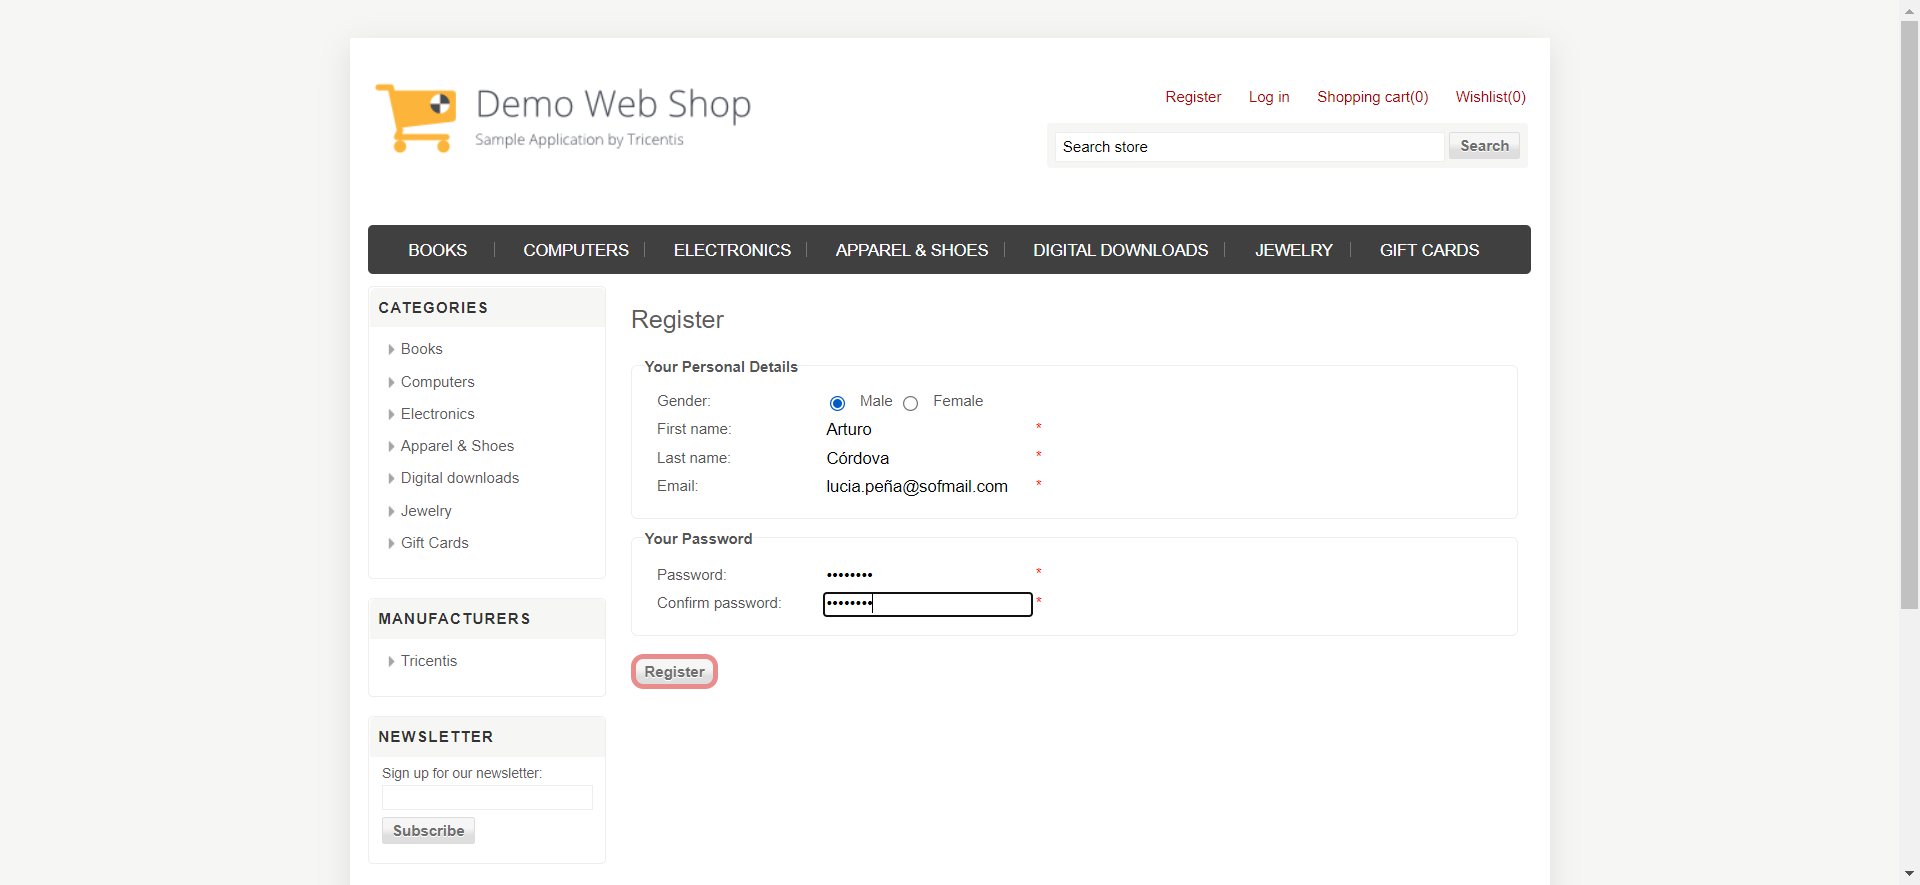 Demo Web Shop
Sample Application by Tricentis
Register
Log in
Shopping cart(0)
Wishlist(0)
Search store
Search
BOOKS
COMPUTERS
ELECTRONICS
APPAREL & SHOES
DIGITAL DOWNLOADS
JEWELRY
GIFT CARDS
CATEGORIES
Books
Computers
Electronics
Apparel & Shoes
Digital downloads
Jewelry
Gift Cards
MANUFACTURERS
Tricentis
NEWSLETTER
Sign up for our newsletter:
Subscribe
Register
Your Personal Details
Gender: Male Female
First name: Arturo *
Last name: Córdova *
Email: lucia.peña@sofmail.com *
Your Password
Password: •••••••• *
Confirm password: •••••••• *
Register